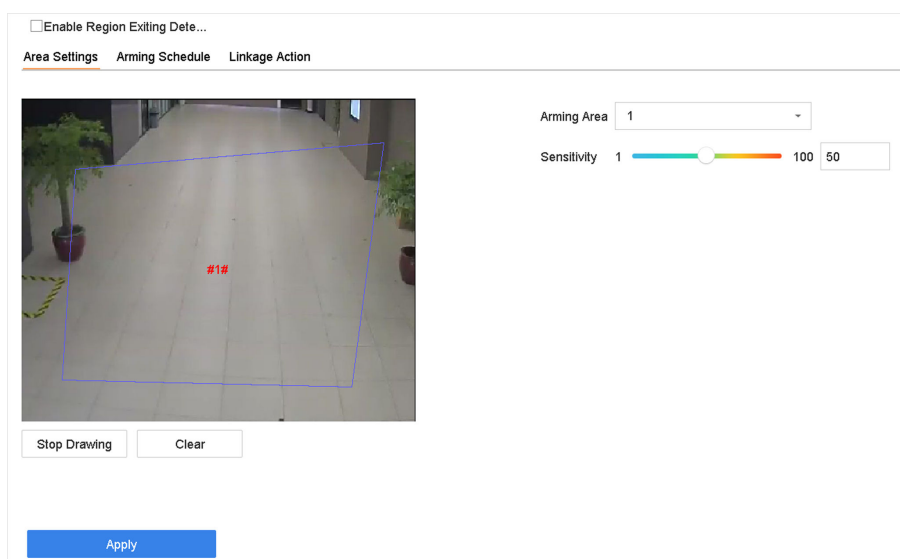 Enable Region Exiting Dete...
Area Settings Arming Schedule Linkage Action
Arming Area 1
Sensitivity 1 100 50
#1#
Stop Drawing Clear
Apply